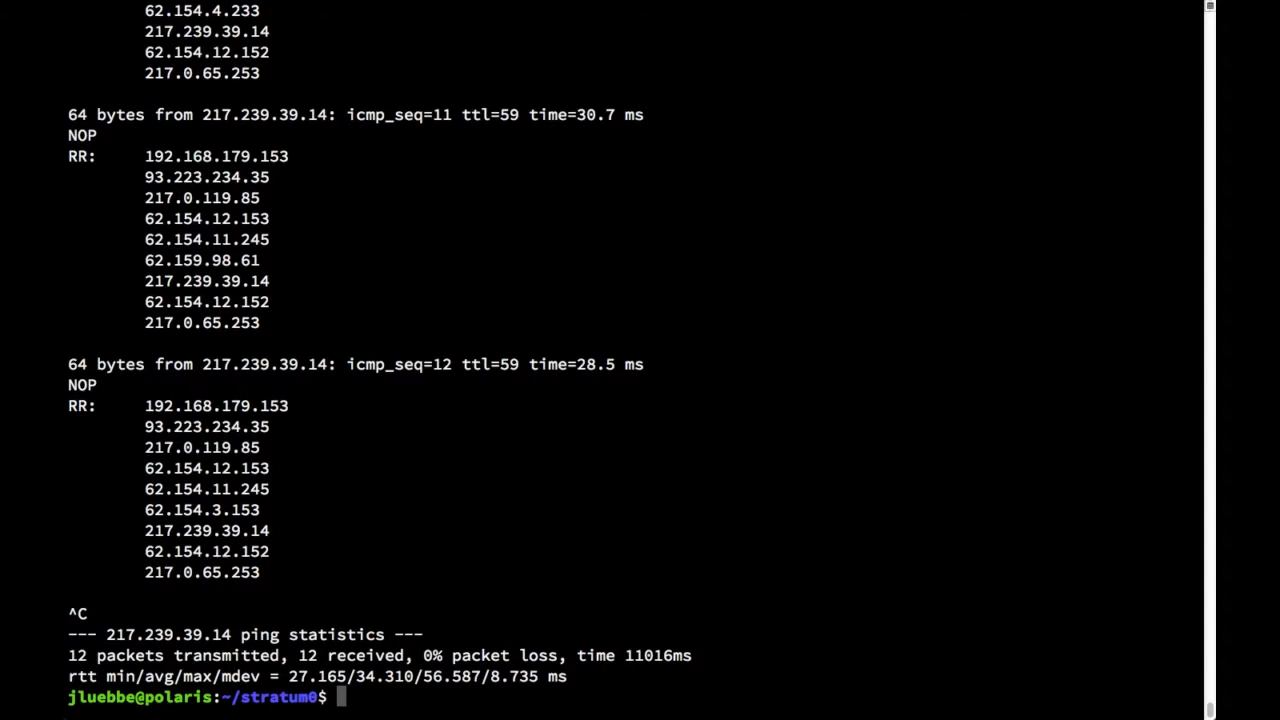 62.154.4.233
217.239.39.14
62.154.12.152
217.0.65.253
64 bytes from 217.239.39.14: icmp_seq=11 ttl=59 time=30.7 ms
NOP
RR: 192.168.179.153
93.223.234.35
217.0.119.85
62.154.12.153
62.154.11.245
62.159.98.61
217.239.39.14
62.154.12.152
217.0.65.253
64 bytes from 217.239.39.14: icmp_seq=12 ttl=59 time=28.5 ms
NOP
RR: 192.168.179.153
93.223.234.35
217.0.119.85
62.154.12.153
62.154.11.245
62.154.3.153
217.239.39.14
62.154.12.152
217.0.65.253
^C
--- 217.239.39.14 ping statistics ---
12 packets transmitted, 12 received, 0% packet loss, time 11016ms
rtt min/avg/max/mdev = 27.165/34.310/56.587/8.735 ms
jluebbe@polaris:~/stratum0$